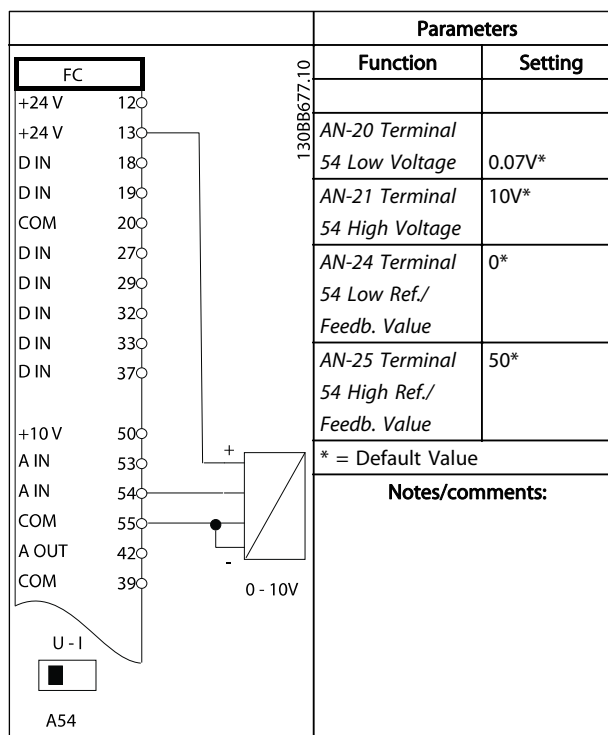 FC
+24 V 12
+24 V 13
D IN 18
D IN 19
COM 20
D IN 27
D IN 29
D IN 32
D IN 33
D IN 37
+10 V 50
A IN 53
A IN 54
COM 55
A OUT 42
COM 39
+
-
0 - 10V
U - I
A54
130BB677.10
Parameters
Function Setting
AN-20 Terminal
54 Low Voltage 0.07V*
AN-21 Terminal 10V*
54 High Voltage
AN-24 Terminal 0*
54 Low Ref./
Feedb. Value
AN-25 Terminal 50*
54 High Ref./
Feedb. Value
* = Default Value
Notes/comments: